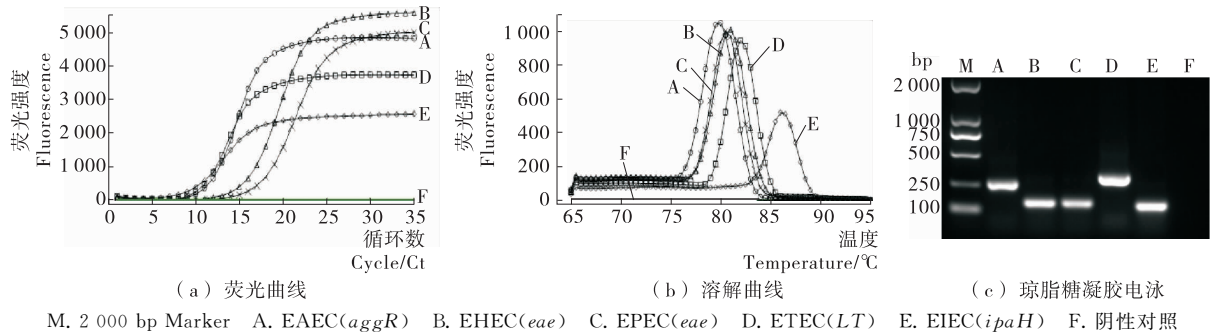 5 000
4 000
3 000
2 000
1 000
0
荧光强度
Fluorescence
B
C
A
D
E
F
0 5 10 15 20 25 30 35
循环数
Cycle/Ct
(a) 荧光曲线
1 000
800
600
400
200
0
荧光强度
Fluorescence
B
C
A
D
E
F
65 70 75 80 85 90 95
温度
Temperature/℃
(b) 溶解曲线
bp M A B C D E F
2 000
1 000
750
500
250
100
(c) 琼脂糖凝胶电泳
M. 2 000 bp Marker A. EAEC(aggR) B. EHEC(eae) C. EPEC(eae) D. ETEC(LT) E. EIEC(ipaH) F. 阴性对照